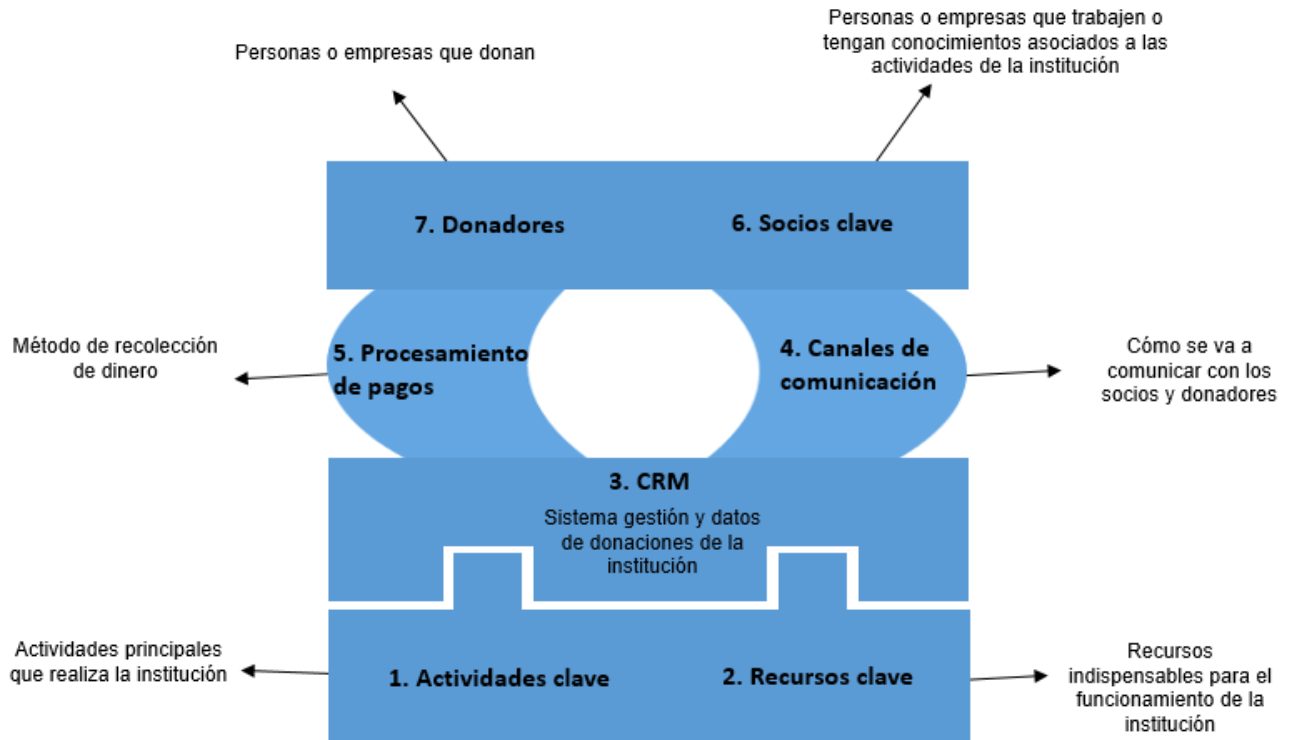 Personas o empresas que donan
Personas o empresas que trabajen o
tengan conocimientos asociados a las
actividades de la institución
7. Donadores
6. Socios clave
Método de recolección
de dinero
5. Procesamiento
de pagos
4. Canales de
comunicación
Cómo se va a
comunicar con los
socios y donadores
3. CRM
Sistema gestión y datos
de donaciones de la
institución
Actividades principales
que realiza la institución
1. Actividades clave
2. Recursos clave
Recursos
indispensables para el
funcionamiento de la
institución